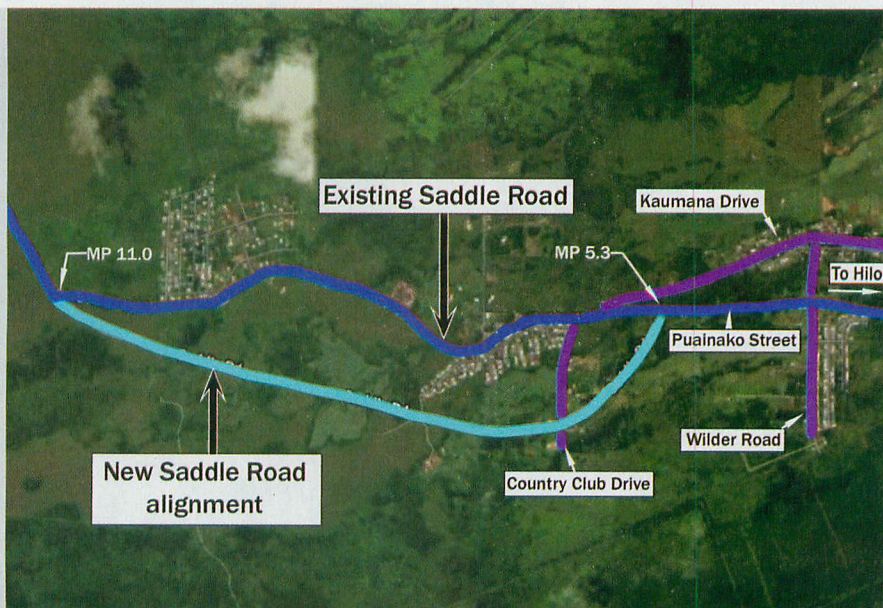 Existing Saddle Road
Kaumana Drive
MP 11.0
MP 5.3
To Hilo
Puainako Street
Wilder Road
New Saddle Road
alignment
Country Club Drive